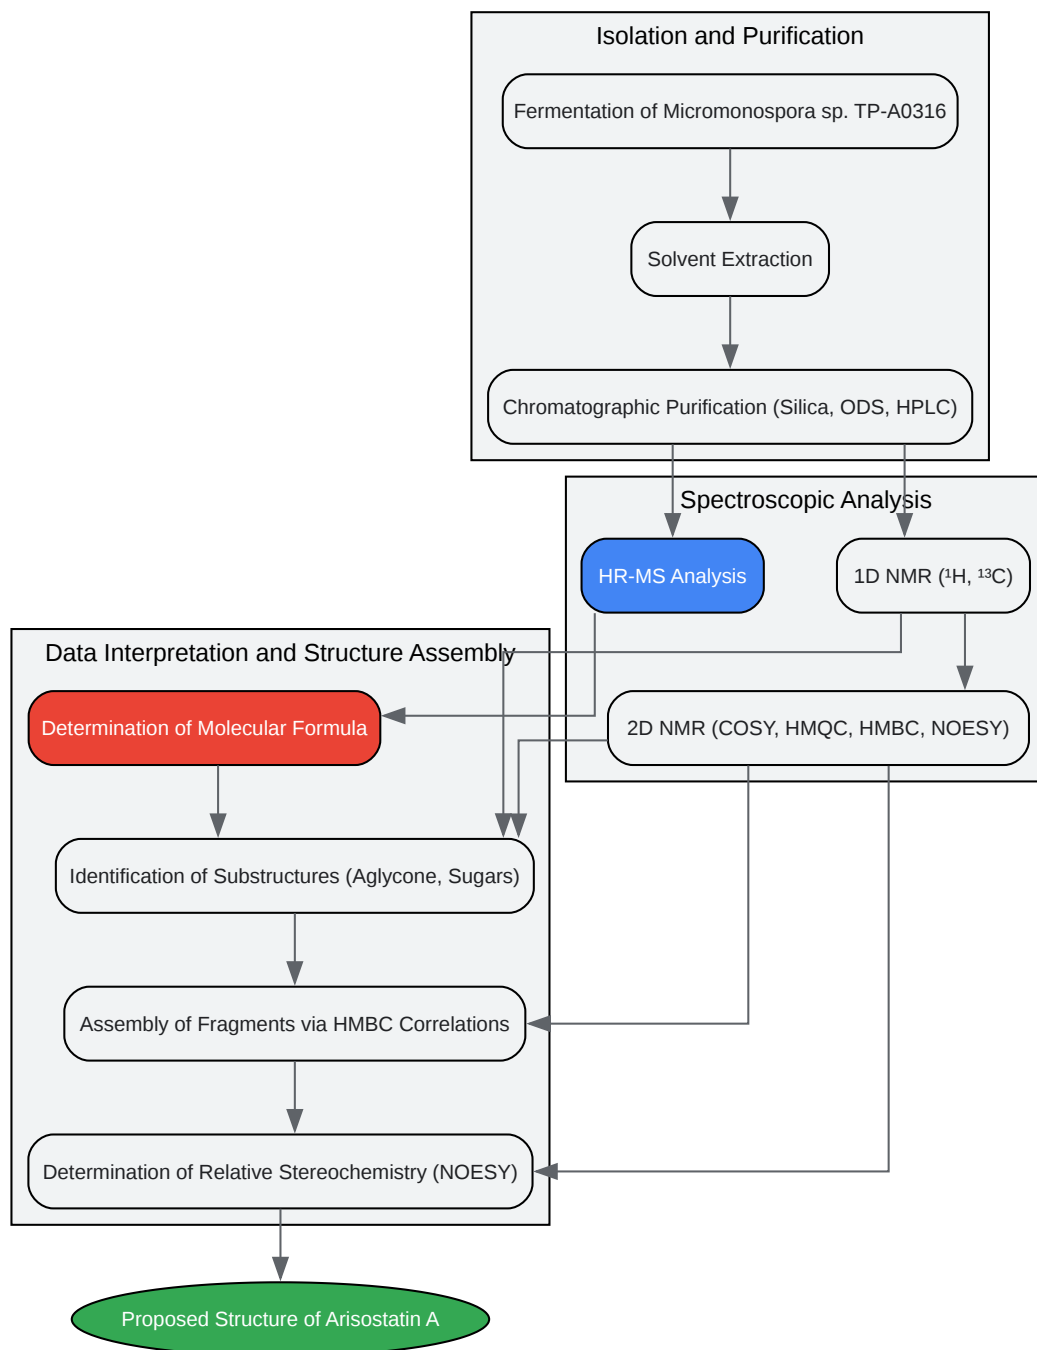 Isolation and Purification
Fermentation of Micromonospora sp. TP-A0316
Solvent Extraction
Chromatographic Purification (Silica, ODS, HPLC)
Spectroscopic Analysis
HR-MS Analysis
1D NMR (¹H, ¹³C)
Data Interpretation and Structure Assembly
Determination of Molecular Formula
2D NMR (COSY, HMQC, HMBC, NOESY)
Identification of Substructures (Aglycone, Sugars)
Assembly of Fragments via HMBC Correlations
Determination of Relative Stereochemistry (NOESY)
Proposed Structure of Arisostatin A